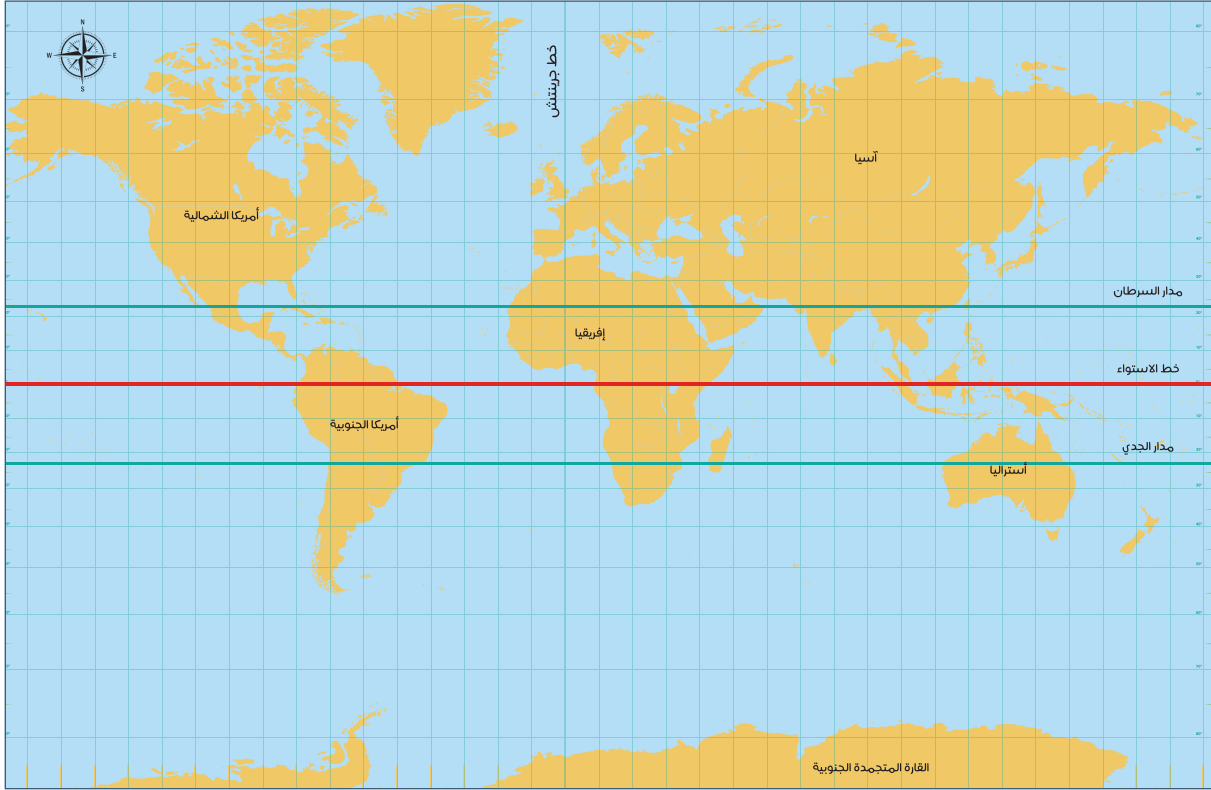 N
W
E
S
خط جرينتش
آسيا
أمريكا الشمالية
مدار السرطان
إفريقيا
خط الاستواء
أمريكا الجنوبية
مدار الجدي
أستراليا
القارة المتجمدة الجنوبية